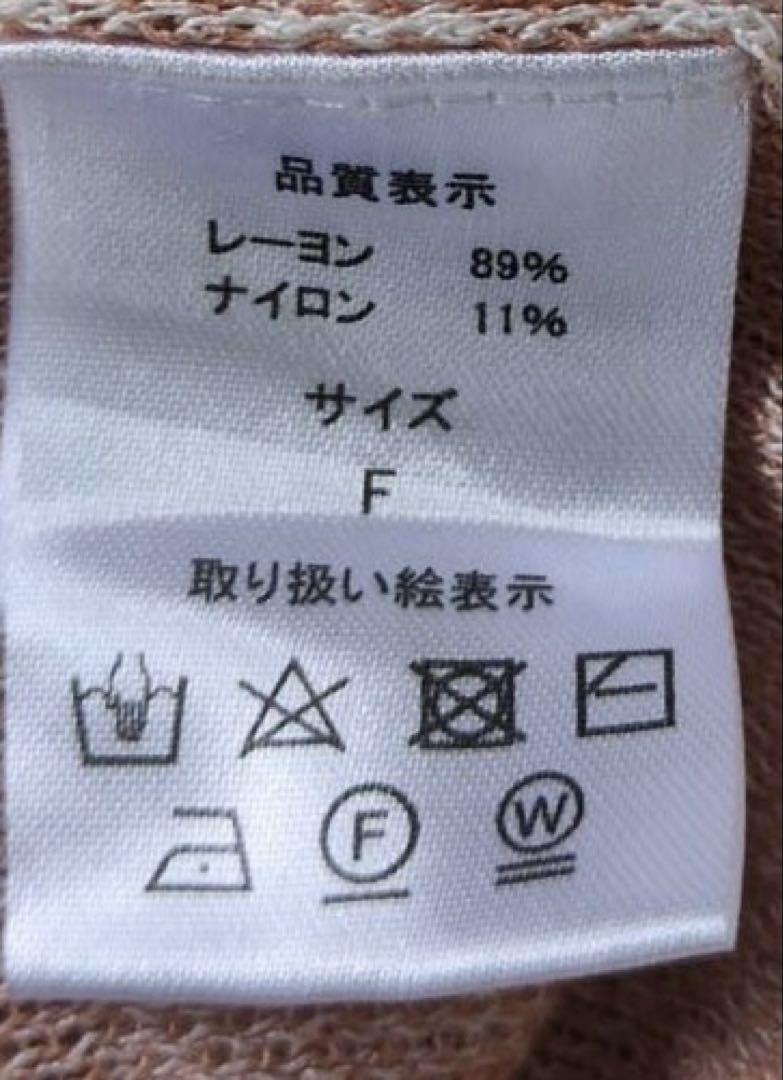 品質表示
レーヨン 89%
ナイロン 11%
サイズ
F
取り扱い絵表示
F W